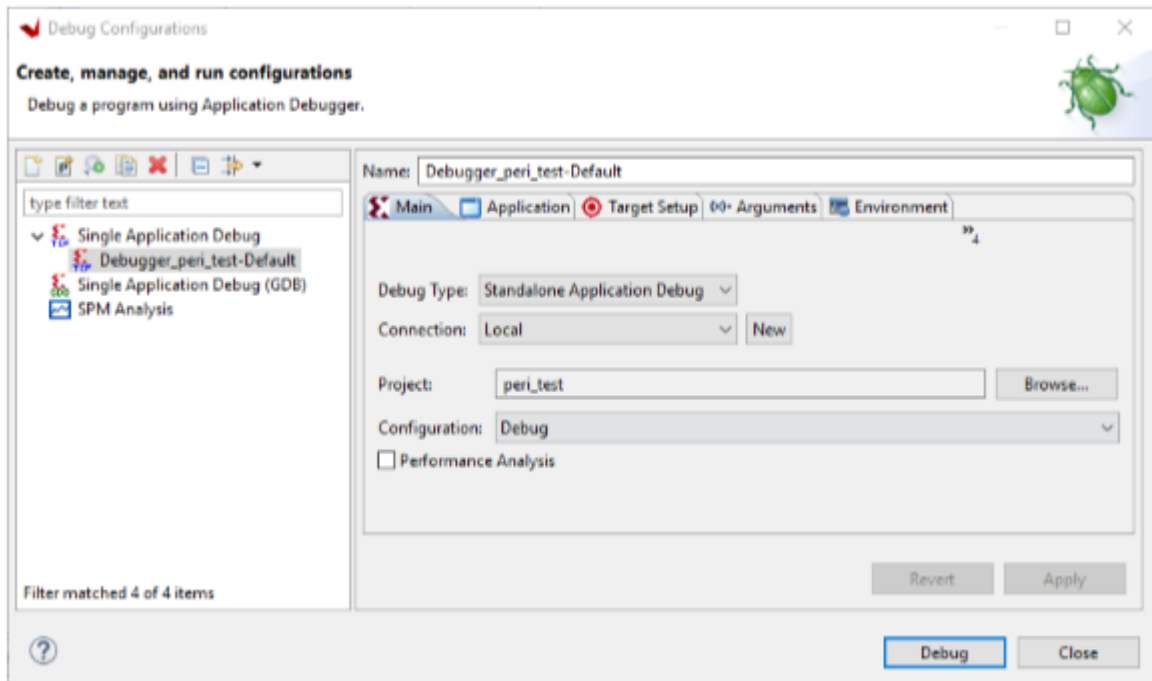 Debug Configurations
Create, manage, and run configurations
Debug a program using Application Debugger.
type filter text
Single Application Debug
Debugger_peri_test-Default
Single Application Debug (GDB)
SPM Analysis
Filter matched 4 of 4 items
Name: Debugger_peri_test-Default
Main Application Target Setup (x)= Arguments Environment
»4
Debug Type: Standalone Application Debug
Connection: Local New
Project: peri_test Browse...
Configuration: Debug
Performance Analysis
Revert Apply
? Debug Close